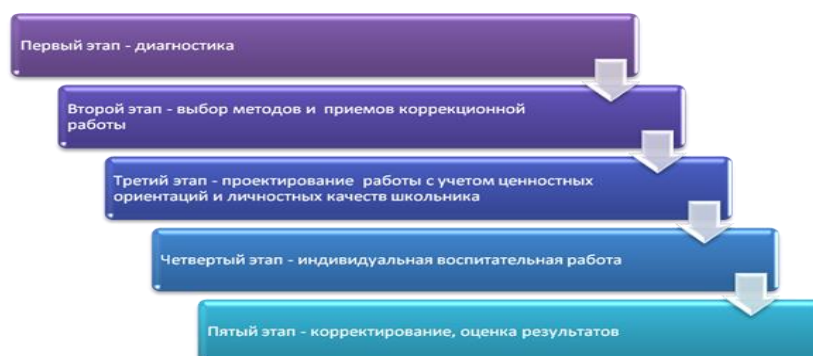 Первый этап - диагностика
Второй этап - выбор методов и приемов коррекционной
работы
Третий этап - проектирование работы с учетом ценностных
ориентаций и личностных качеств школьника
Четвертый этап - индивидуальная воспитательная работа
Пятый этап - корректирование, оценка результатов